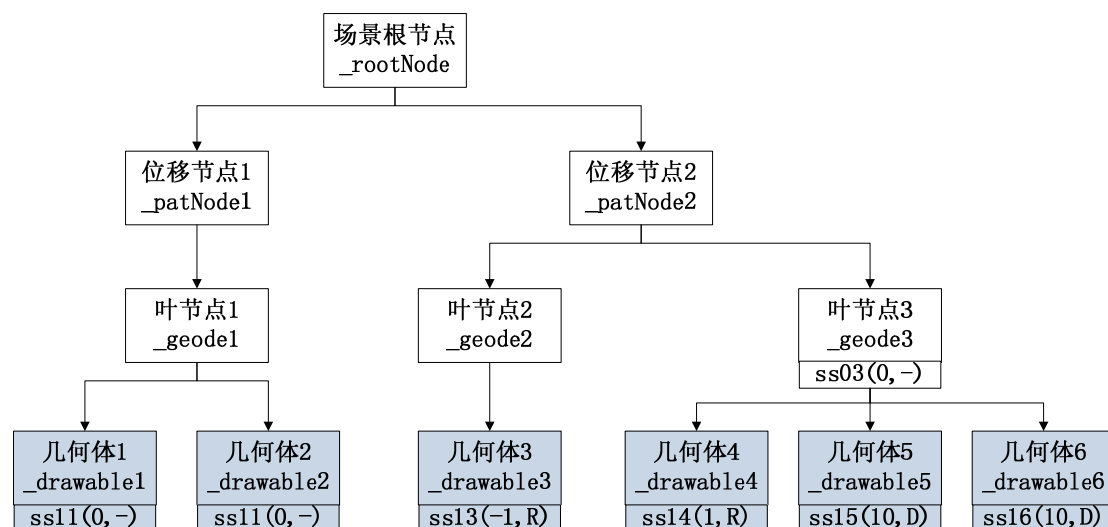 场景根节点
_rootNode
位移节点1
_patNode1
位移节点2
_patNode2
叶节点1
_geode1
叶节点2
_geode2
叶节点3
_geode3
ss03(0,-)
几何体1
_drawable1
ss11(0,-)
几何体2
_drawable2
ss11(0,-)
几何体3
_drawable3
ss13(-1,R)
几何体4
_drawable4
ss14(1,R)
几何体5
_drawable5
ss15(10,D)
几何体6
_drawable6
ss16(10,D)